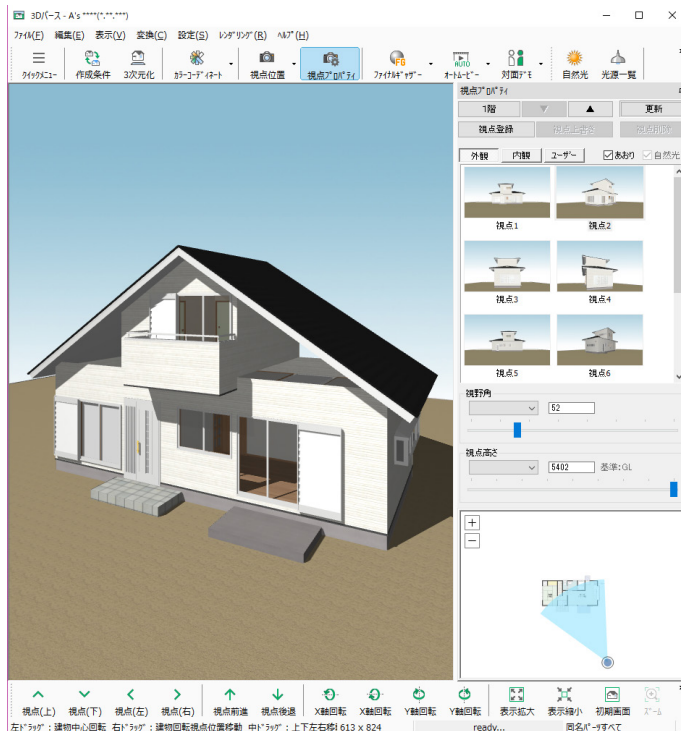 3Dパース - A's ****(*.**.***)
ファイル(F) 編集(E) 表示(V) 変換(C) 設定(S) レンダリング(R) ヘルプ(H)
クイックメニュー 作成条件 3次元化 カラーコーディネート 視点位置 視点プロパティ ファイナルギャザー オートムービー 対面デモ 自然光 光源一覧
FG AUTO
視点プロパティ
1階 ▼ ▲ 更新
視点登録 視点上書き 視点削除
外観 内観 ユーザー あおり 自然光
視点1 視点2
視点3 視点4
視点5 視点6
視野角
52
視点高さ
5402 基準:GL
+
-
視点(上) 視点(下) 視点(左) 視点(右) 視点前進 視点後退 X軸回転 X軸回転 Y軸回転 Y軸回転 表示拡大 表示縮小 初期画面 ズーム
左ドラッグ:建物中心回転 右ドラッグ:建物回転視点位置移動 中ドラッグ:上下左右移 613 x 824 ready... 同名パーツすべて